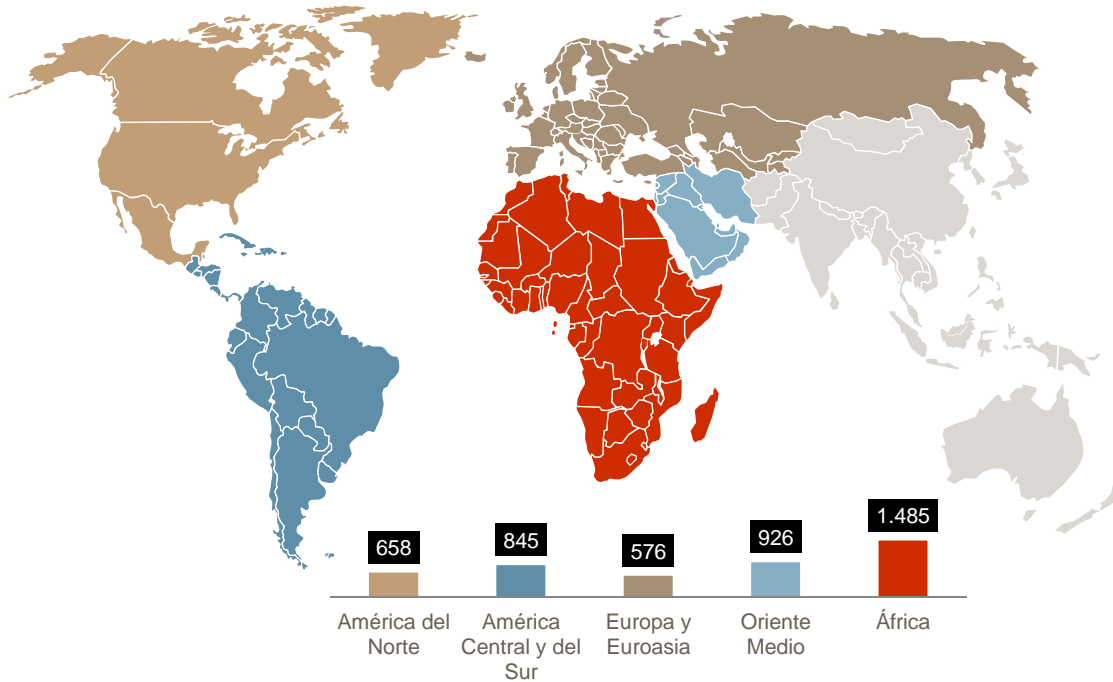 658
845
576
926
1.485
América del
Norte
América
Central y del
Sur
Europa y
Euroasia
Oriente
Medio
África